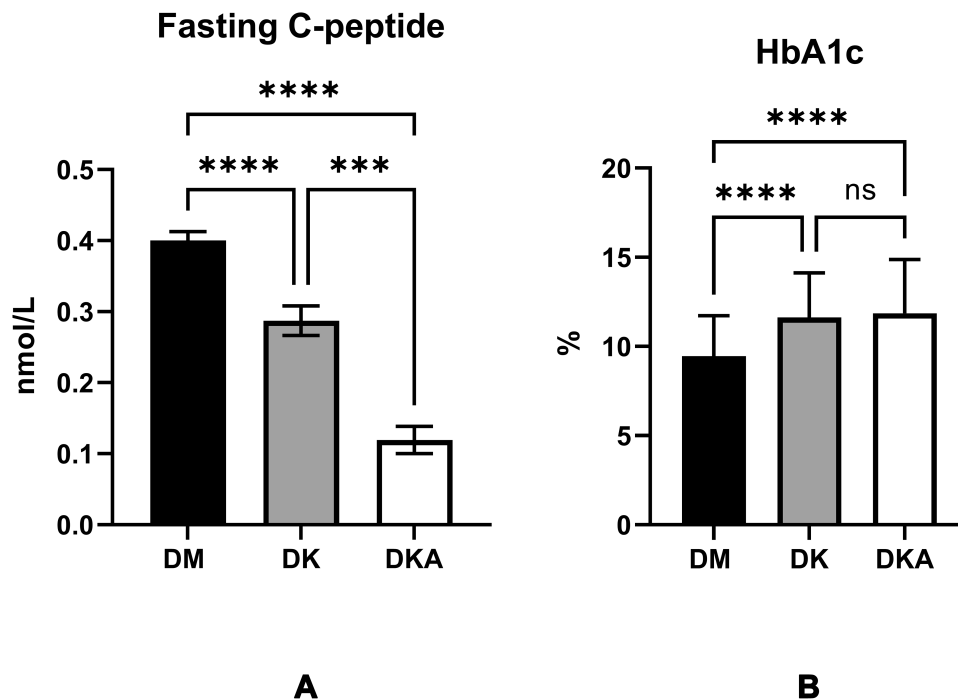 Fasting C-peptide
****
**** ***
0.5
0.4
0.3
0.2
0.1
0.0
nmol/L
DM DK DKA
A
HbA1c
****
**** ns
20
15
10
5
0
%
DM DK DKA
B